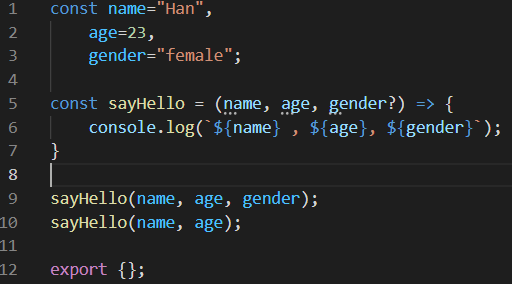 1 const name="Han",
2 age=23,
3 gender="female";
4
5 const sayHello = (name, age, gender?) => {
6 console.log(`${name} , ${age}, ${gender}`);
7 }
8
9 sayHello(name, age, gender);
10 sayHello(name, age);
11
12 export {};